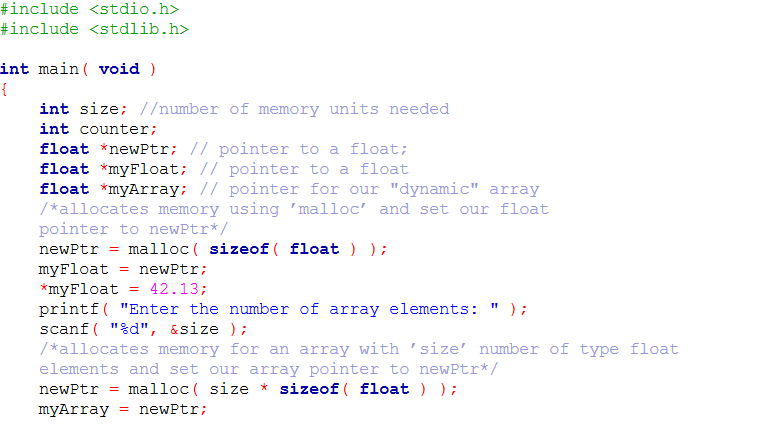 #include <stdio.h>
#include <stdlib.h>

int main( void )
{
    int size; //number of memory units needed
    int counter;
    float *newPtr; // pointer to a float;
    float *myFloat; // pointer to a float
    float *myArray; // pointer for our "dynamic" array
    /*allocates memory using ’malloc’ and set our float
    pointer to newPtr*/
    newPtr = malloc( sizeof( float ) );
    myFloat = newPtr;
    *myFloat = 42.13;
    printf( "Enter the number of array elements: " );
    scanf( "%d", &size );
    /*allocates memory for an array with ’size’ number of type float
    elements and set our array pointer to newPtr*/
    newPtr = malloc( size * sizeof( float ) );
    myArray = newPtr;